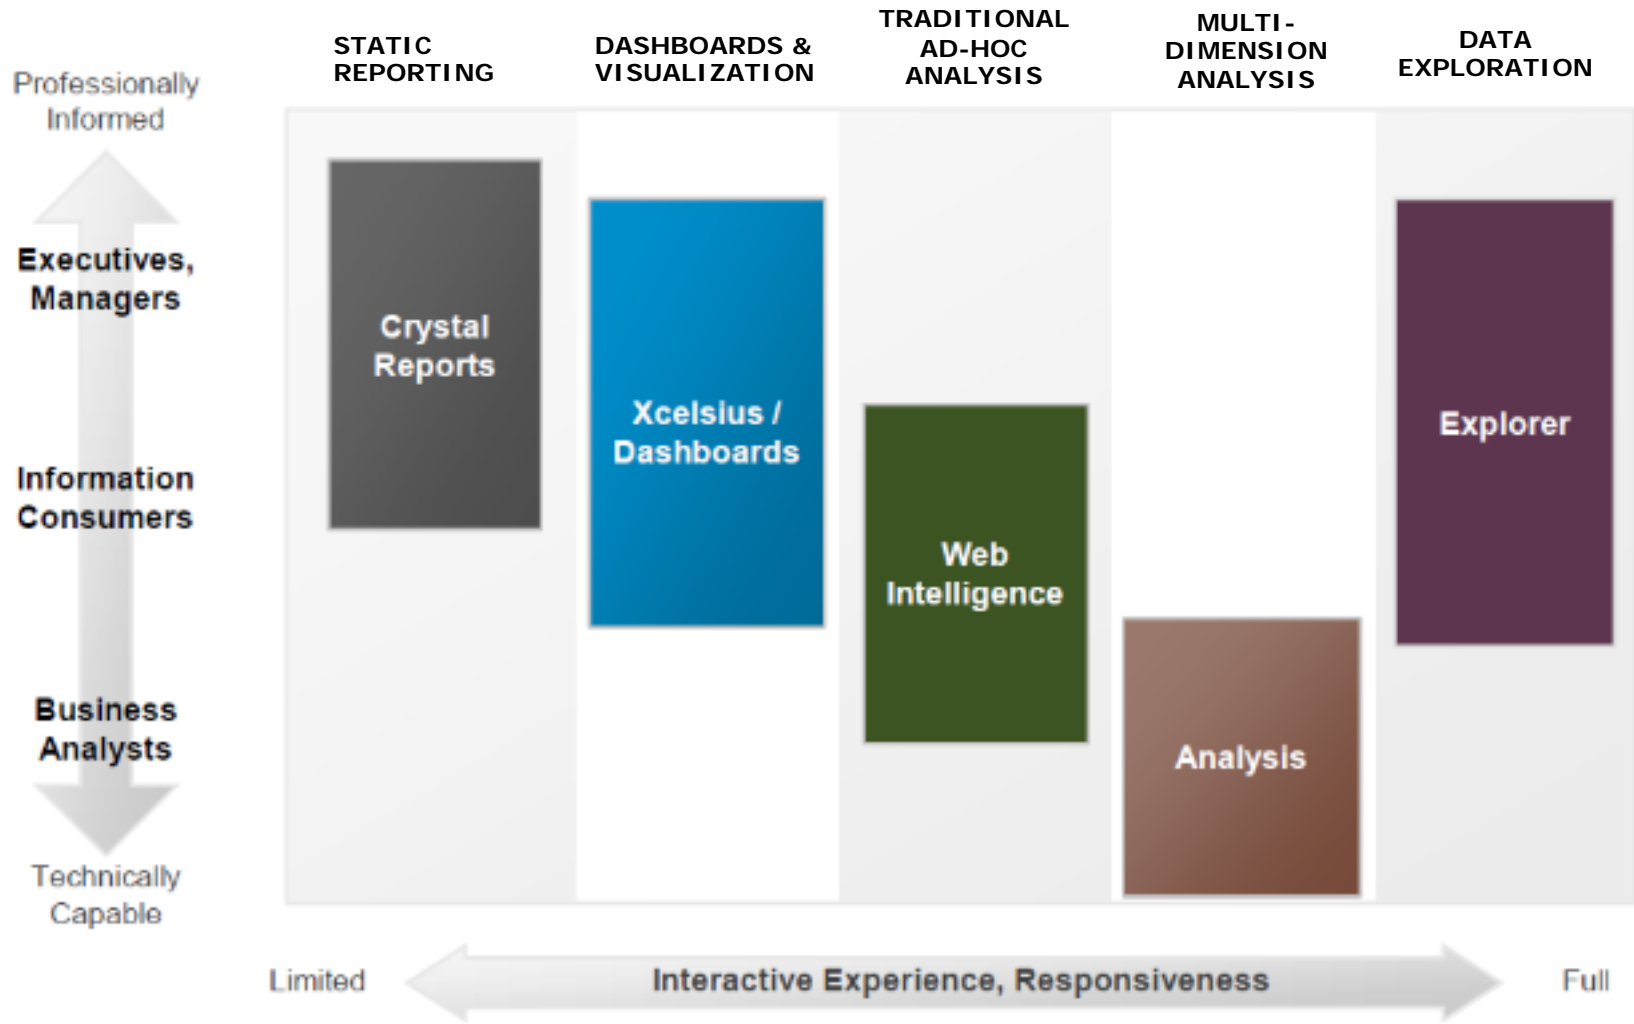 STATIC
REPORTING
DASHBOARDS &
VISUALIZATION
TRADITIONAL
AD-HOC
ANALYSIS
MULTI-
DIMENSION
ANALYSIS
DATA
EXPLORATION
Professionally
Informed
Executives,
Managers
Information
Consumers
Business
Analysts
Technically
Capable
Crystal
Reports
Xcelsius /
Dashboards
Web
Intelligence
Analysis
Explorer
Limited
Interactive Experience, Responsiveness
Full